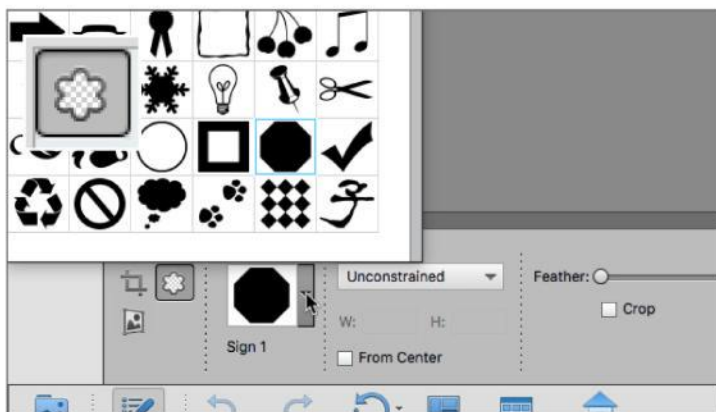 Unconstrained
Feather:
W: H:
Crop
Sign 1
From Center